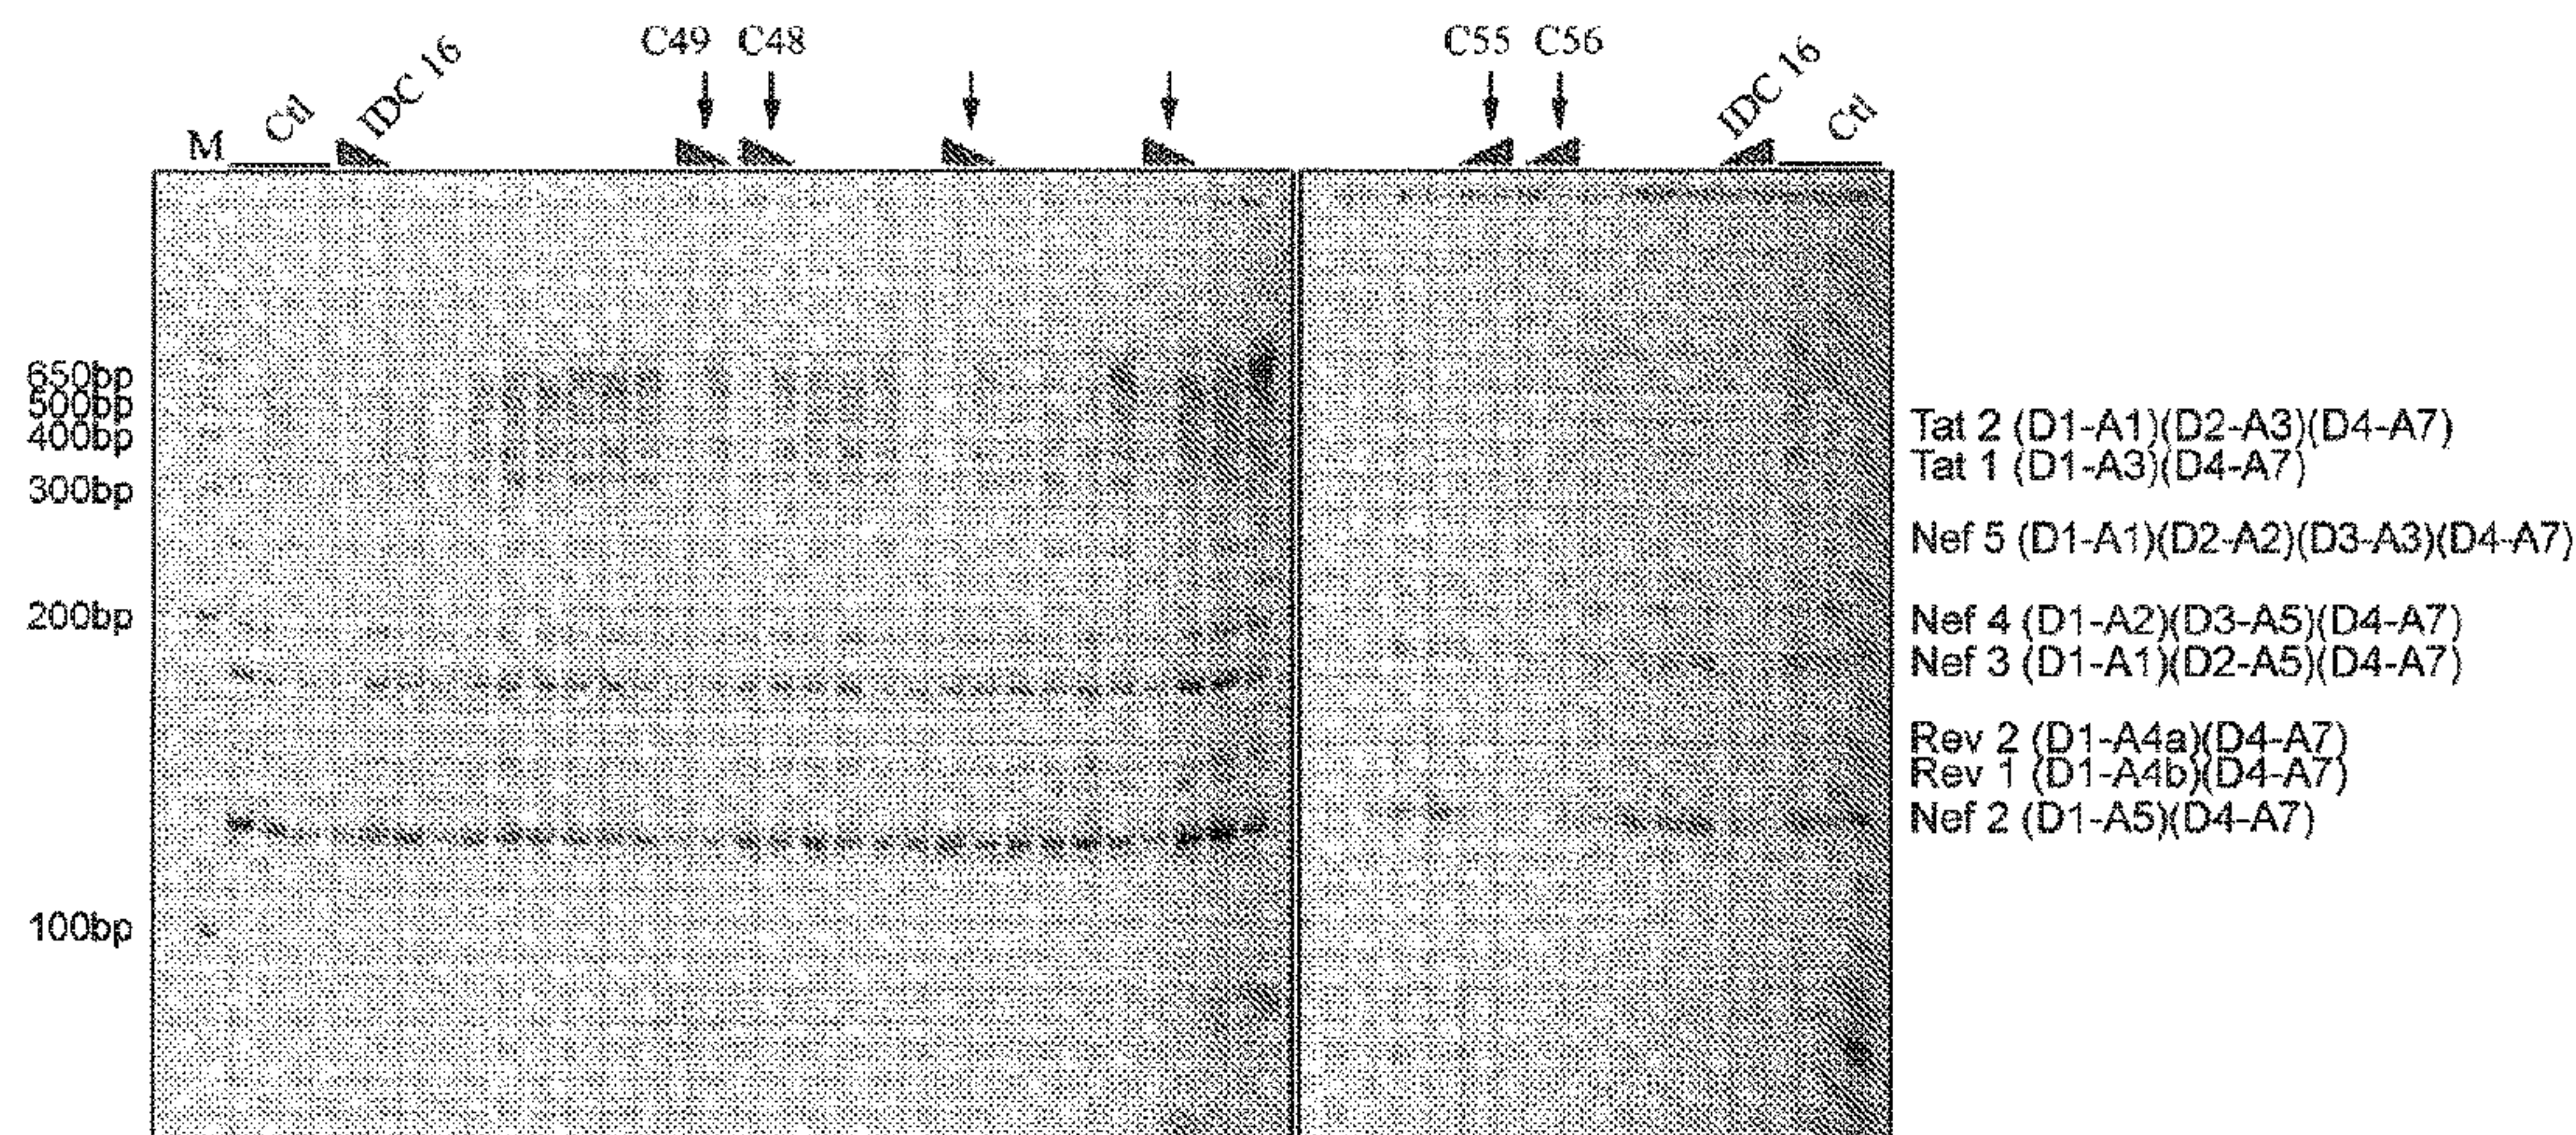 C49 C48 C55 C56
M Ctl IDC 16 IDC 16 Ctl
650bp
500bp
400bp
300bp
200bp
100bp
Tat 2 (D1-A1)(D2-A3)(D4-A7)
Tat 1 (D1-A3)(D4-A7)
Nef 5 (D1-A1)(D2-A2)(D3-A3)(D4-A7)
Nef 4 (D1-A2)(D3-A5)(D4-A7)
Nef 3 (D1-A1)(D2-A5)(D4-A7)
Rev 2 (D1-A4a)(D4-A7)
Rev 1 (D1-A4b)(D4-A7)
Nef 2 (D1-A5)(D4-A7)